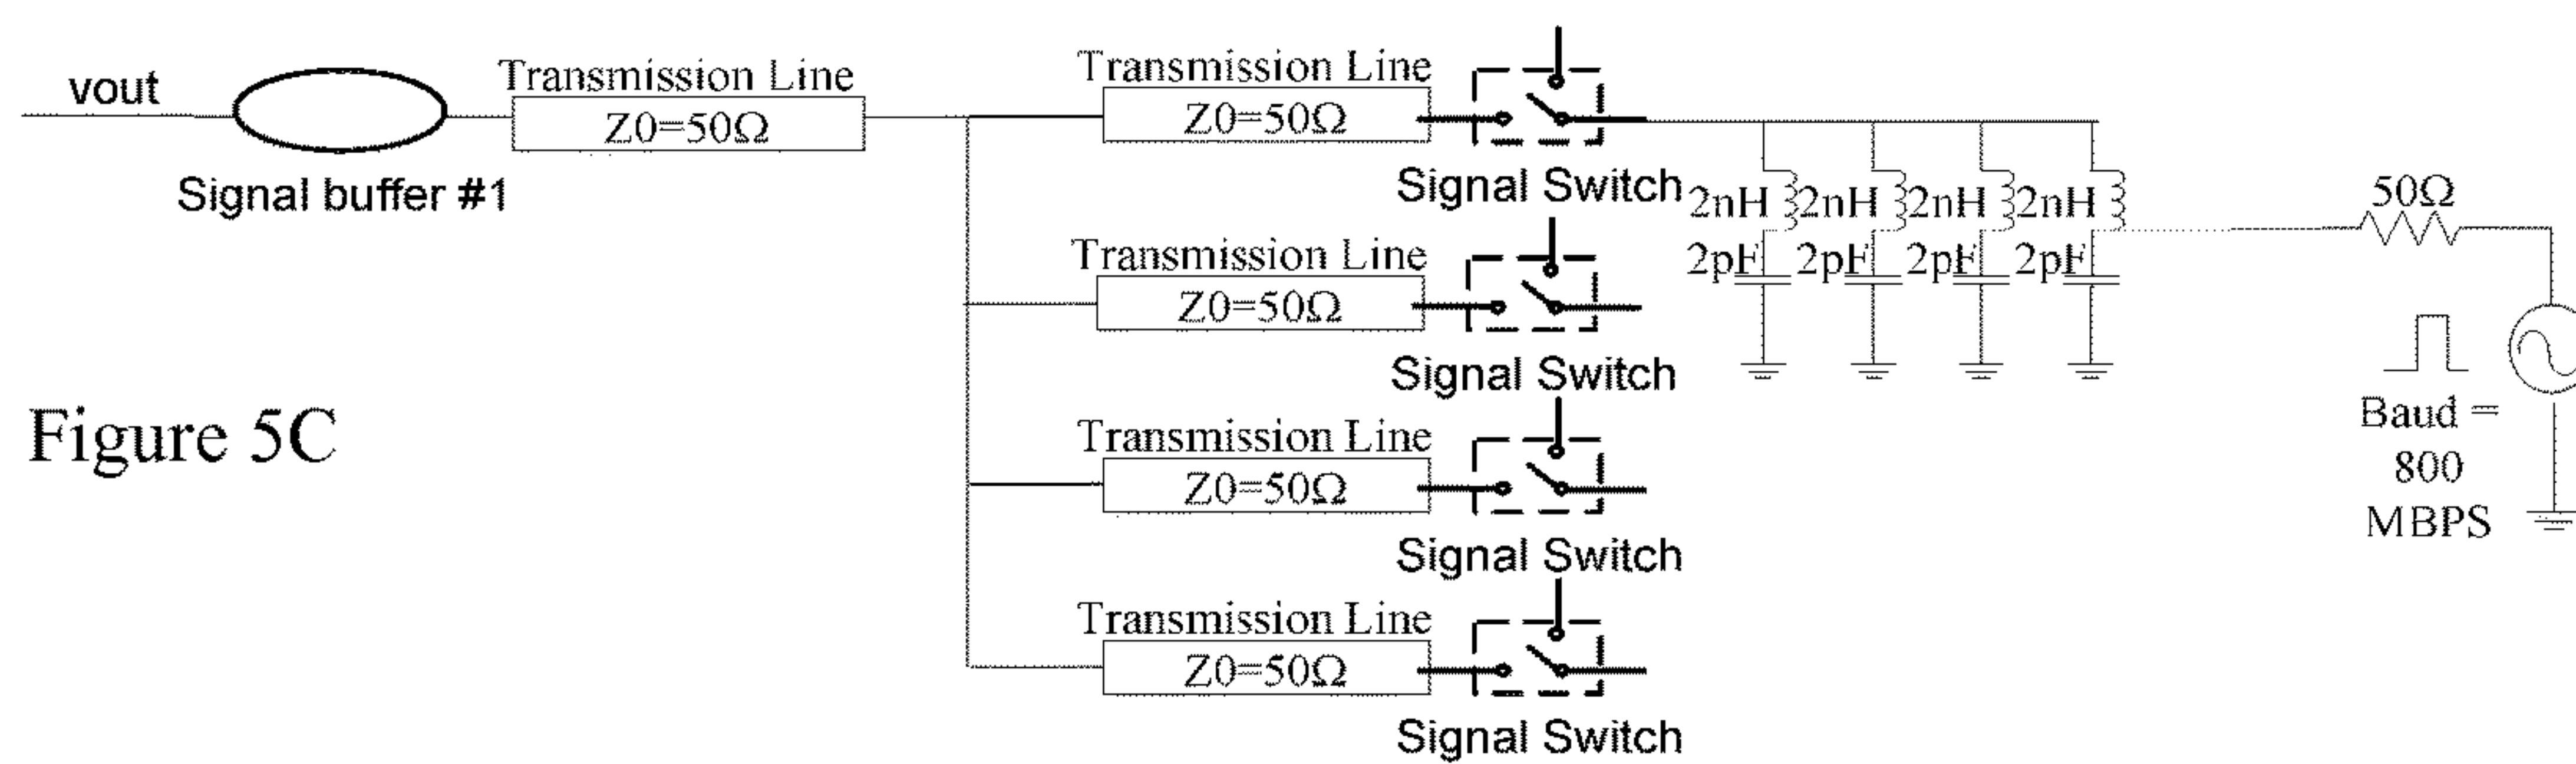 vout
Signal buffer #1
Transmission Line
Z0=50Ω
Transmission Line
Z0=50Ω
Signal Switch
2nH 2nH 2nH 2nH
2pF 2pF 2pF 2pF
50Ω
Baud =
800
MBPS
Transmission Line
Z0=50Ω
Signal Switch
Transmission Line
Z0=50Ω
Signal Switch
Transmission Line
Z0=50Ω
Signal Switch
Figure 5C